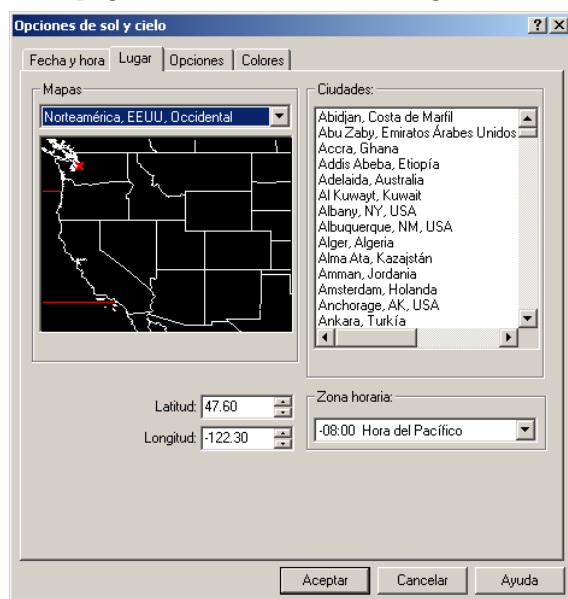 Opciones de sol y cielo
Fecha y hora Lugar Opciones Colores
Mapas
Norteamérica, EEUU, Occidental
Ciudades:
Abidjan, Costa de Marfil
Abu Zaby, Emiratos Árabes Unidos
Accra, Ghana
Addis Abeba, Etiopía
Adelaida, Australia
Al Kuwayt, Kuwait
Albany, NY, USA
Albuquerque, NM, USA
Alger, Algeria
Alma Ata, Kazajstán
Amman, Jordania
Amsterdam, Holanda
Anchorage, AK, USA
Ankara, Turkía
Latitud: 47.60
Longitud: -122.30
Zona horaria:
-08:00 Hora del Pacífico
Aceptar Cancelar Ayuda